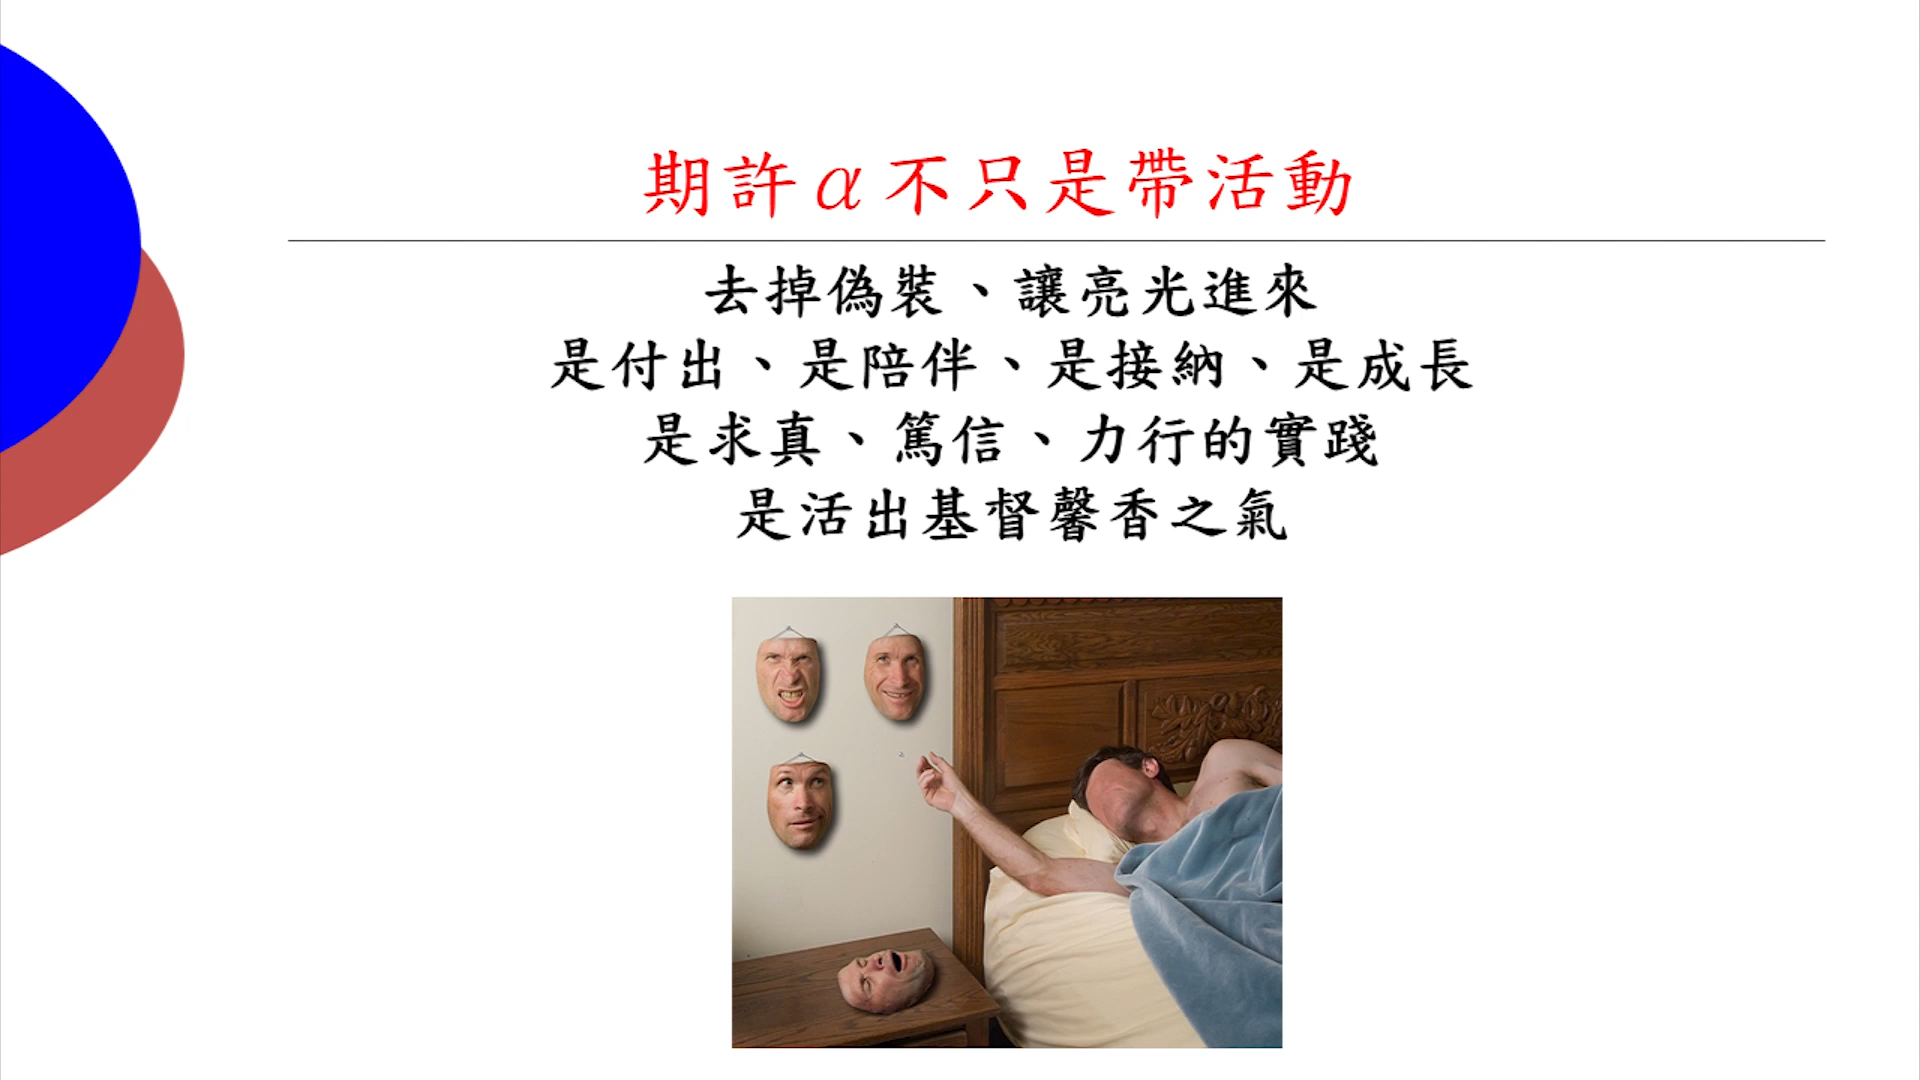 期許α不只是帶活動
去掉偽裝、讓亮光進來
是付出、是陪伴、是接納、是成長
是求真、篤信、力行的實踐
是活出基督馨香之氣